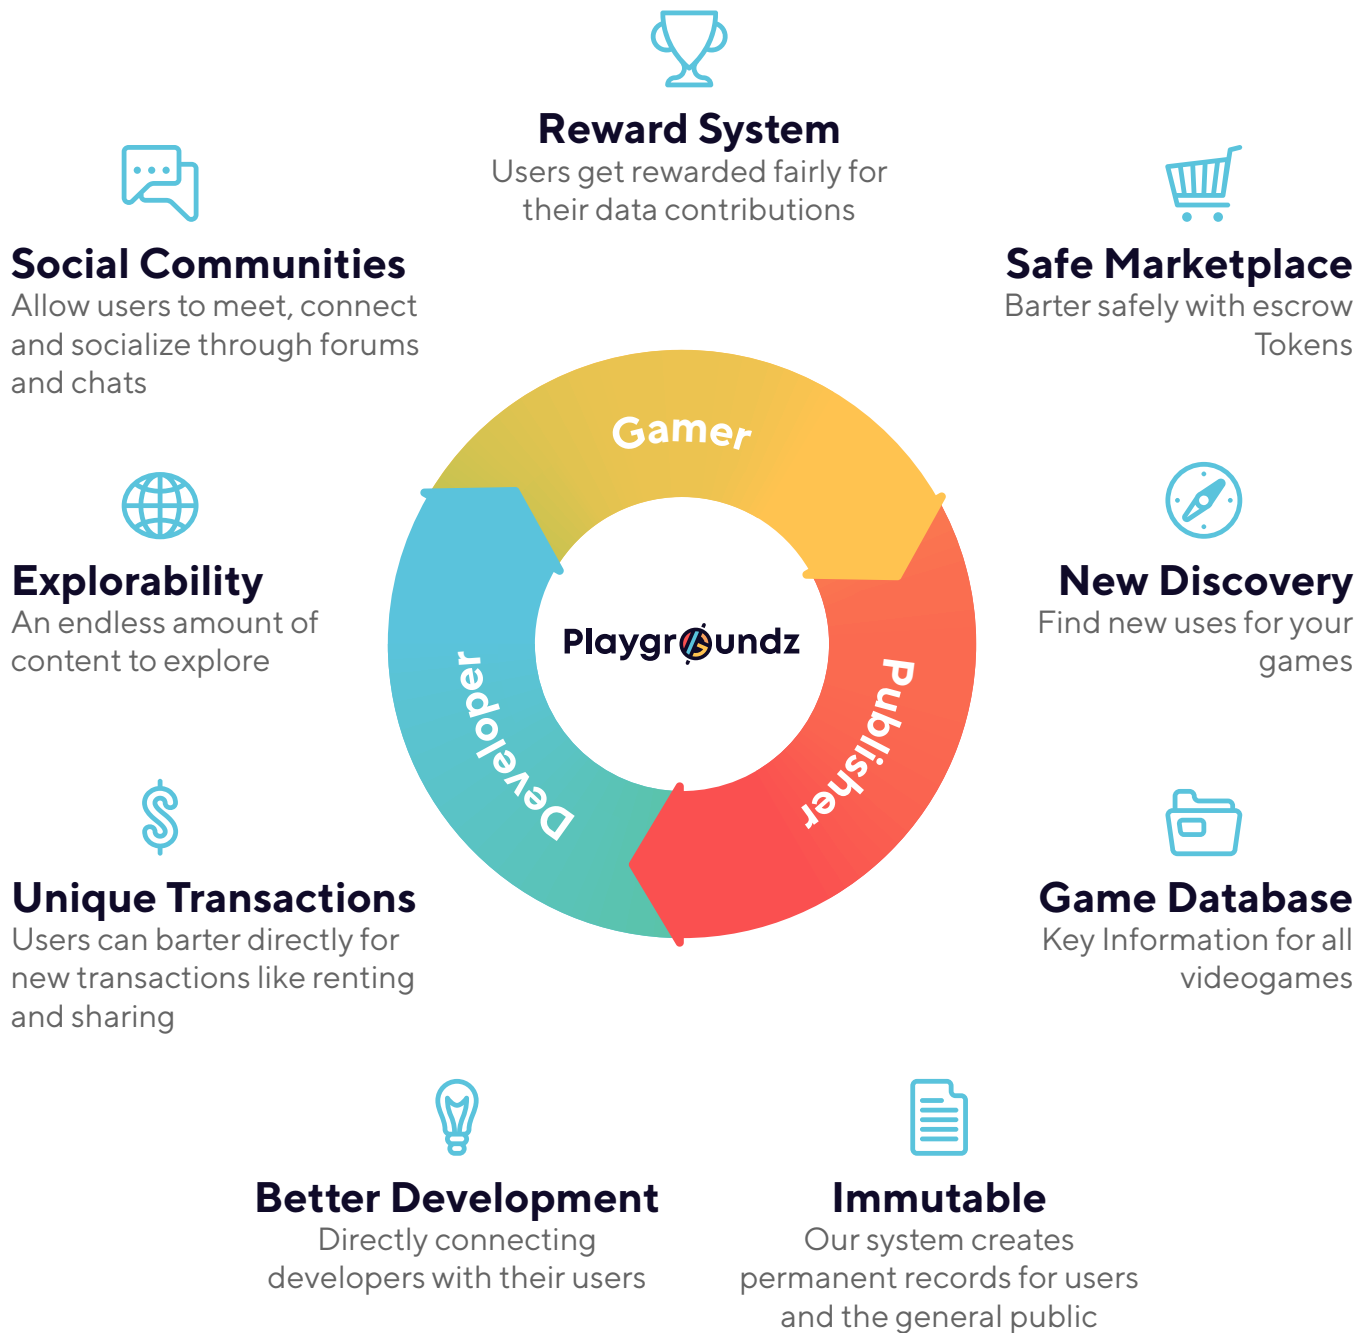 Reward System
Users get rewarded fairly for
their data contributions
Social Communities
Allow users to meet, connect
and socialize through forums
and chats
Safe Marketplace
Barter safely with escrow
Tokens
Gamer
Publisher
Developer
Playgroundz
Explorability
An endless amount of
content to explore
New Discovery
Find new uses for your
games
Unique Transactions
Users can barter directly for
new transactions like renting
and sharing
Game Database
Key Information for all
videogames
Better Development
Directly connecting
developers with their users
Immutable
Our system creates
permanent records for users
and the general public